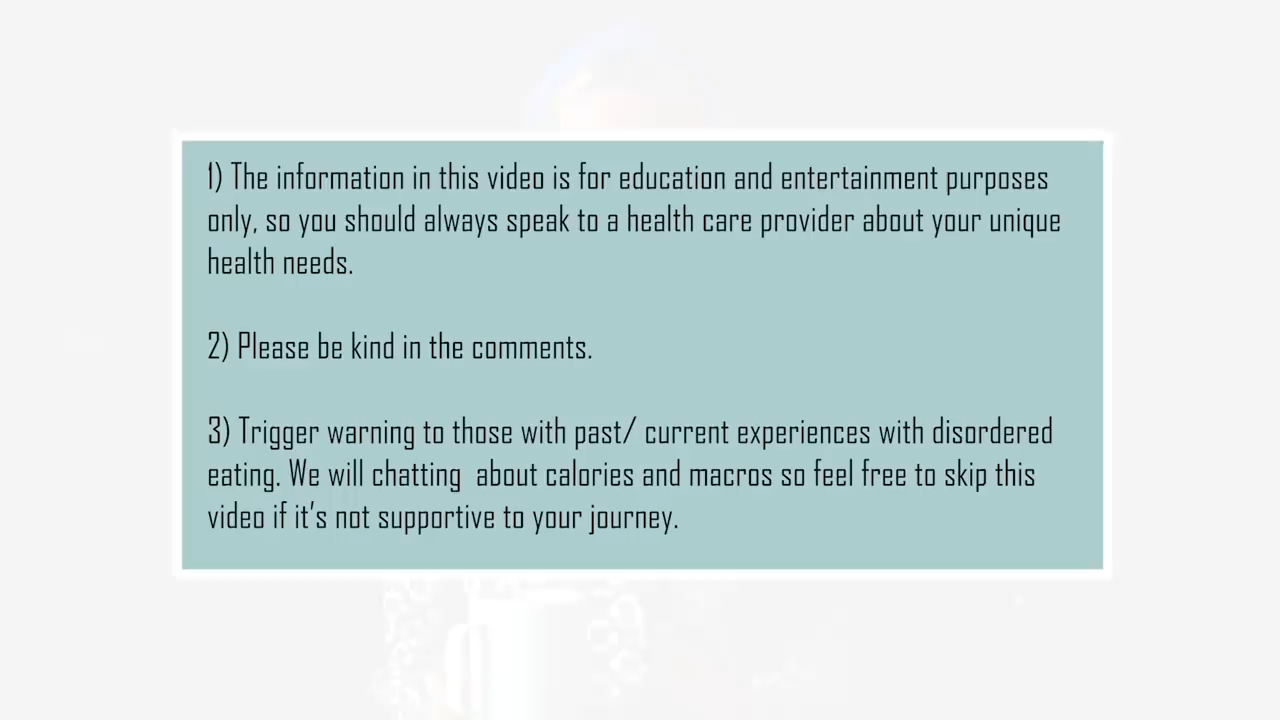 1) The information in this video is for education and entertainment purposes
only, so you should always speak to a health care provider about your unique
health needs.
2) Please be kind in the comments.
3) Trigger warning to those with past/ current experiences with disordered
eating. We will chatting  about calories and macros so feel free to skip this
video if it's not supportive to your journey.